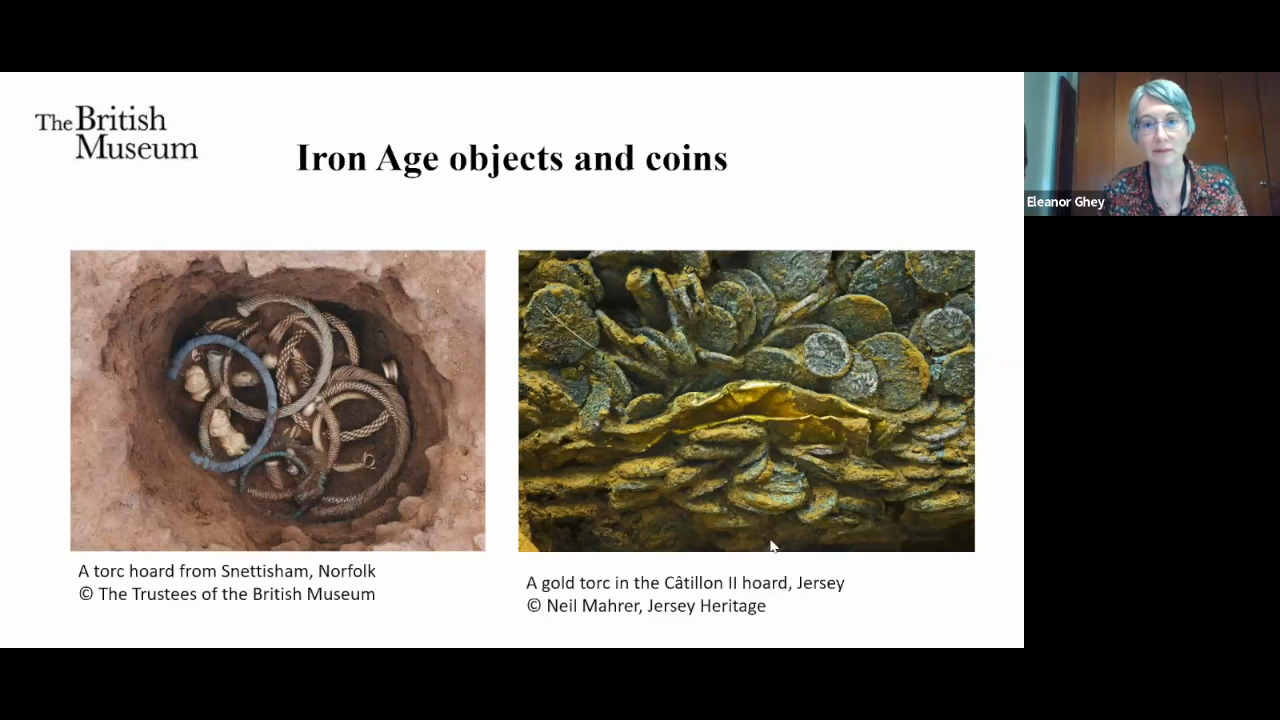 The British
Museum
Iron Age objects and coins
Eleanor Ghey
A torc hoard from Snettisham, Norfolk
© The Trustees of the British Museum
A gold torc in the Câtillon II hoard, Jersey
© Neil Mahrer, Jersey Heritage